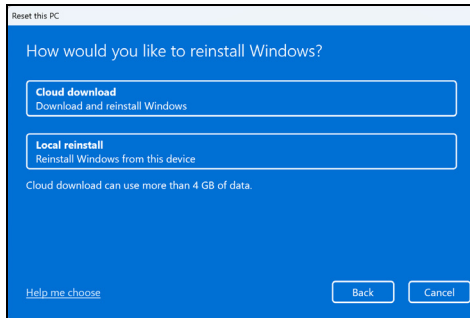 Reset this PC
How would you like to reinstall Windows?
Cloud download
Download and reinstall Windows
Local reinstall
Reinstall Windows from this device
Cloud download can use more than 4 GB of data.
Help me choose
Back
Cancel